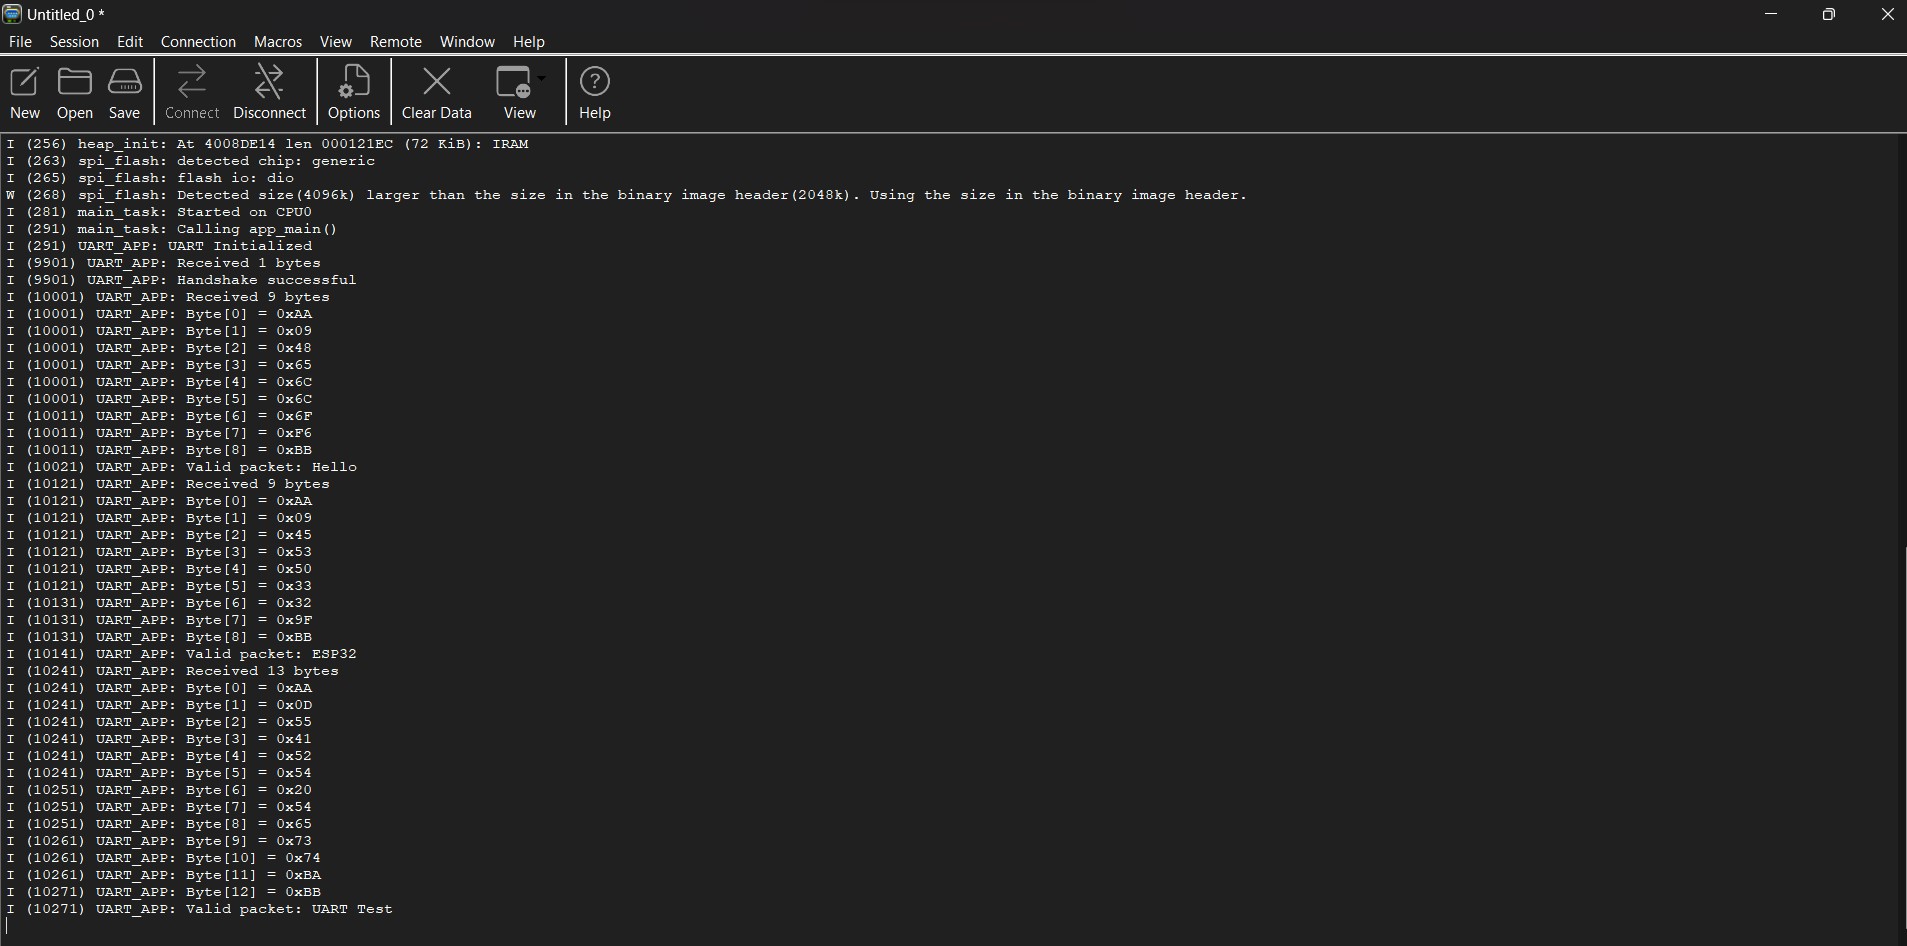 Untitled_0 *
File Session Edit Connection Macros View Remote Window Help
New Open Save Connect Disconnect Options Clear Data View Help
I (256) heap_init: At 4008DE14 len 000121EC (72 KiB): IRAM
I (263) spi_flash: detected chip: generic
I (265) spi_flash: flash io: dio
W (268) spi_flash: Detected size(4096k) larger than the size in the binary image header(2048k). Using the size in the binary image header.
I (281) main_task: Started on CPU0
I (291) main_task: Calling app_main()
I (291) UART_APP: UART Initialized
I (9901) UART_APP: Received 1 bytes
I (9901) UART_APP: Handshake successful
I (10001) UART_APP: Received 9 bytes
I (10001) UART_APP: Byte[0] = 0xAA
I (10001) UART_APP: Byte[1] = 0x09
I (10001) UART_APP: Byte[2] = 0x48
I (10001) UART_APP: Byte[3] = 0x65
I (10001) UART_APP: Byte[4] = 0x6C
I (10001) UART_APP: Byte[5] = 0x6C
I (10011) UART_APP: Byte[6] = 0x6F
I (10011) UART_APP: Byte[7] = 0xF6
I (10011) UART_APP: Byte[8] = 0xBB
I (10021) UART_APP: Valid packet: Hello
I (10121) UART_APP: Received 9 bytes
I (10121) UART_APP: Byte[0] = 0xAA
I (10121) UART_APP: Byte[1] = 0x09
I (10121) UART_APP: Byte[2] = 0x45
I (10121) UART_APP: Byte[3] = 0x53
I (10121) UART_APP: Byte[4] = 0x50
I (10121) UART_APP: Byte[5] = 0x33
I (10131) UART_APP: Byte[6] = 0x32
I (10131) UART_APP: Byte[7] = 0x9F
I (10131) UART_APP: Byte[8] = 0xBB
I (10141) UART_APP: Valid packet: ESP32
I (10241) UART_APP: Received 13 bytes
I (10241) UART_APP: Byte[0] = 0xAA
I (10241) UART_APP: Byte[1] = 0x0D
I (10241) UART_APP: Byte[2] = 0x55
I (10241) UART_APP: Byte[3] = 0x41
I (10241) UART_APP: Byte[4] = 0x52
I (10241) UART_APP: Byte[5] = 0x54
I (10251) UART_APP: Byte[6] = 0x20
I (10251) UART_APP: Byte[7] = 0x54
I (10251) UART_APP: Byte[8] = 0x65
I (10261) UART_APP: Byte[9] = 0x73
I (10261) UART_APP: Byte[10] = 0x74
I (10261) UART_APP: Byte[11] = 0xBA
I (10271) UART_APP: Byte[12] = 0xBB
I (10271) UART_APP: Valid packet: UART Test